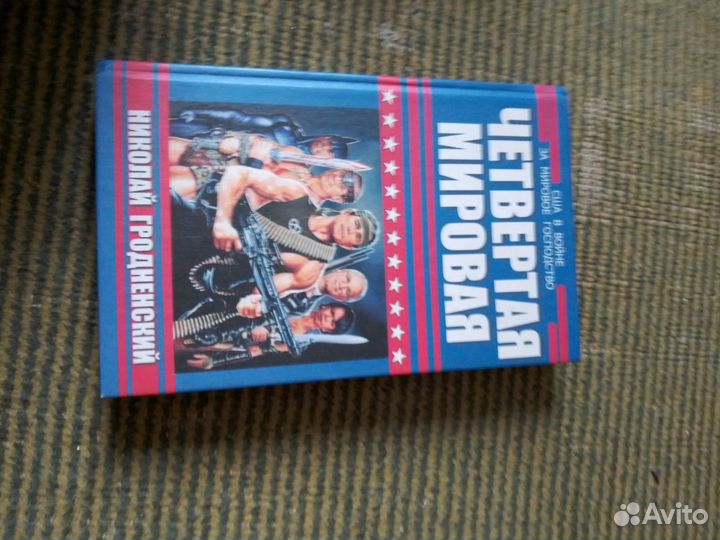 США В ВОЙНЕ
ЗА МИРОВОЕ ГОСПОДСТВО
ЧЕТВЕРТАЯ
МИРОВАЯ
НИКОЛАЙ ГРОДНЕНСКИЙ
Avito